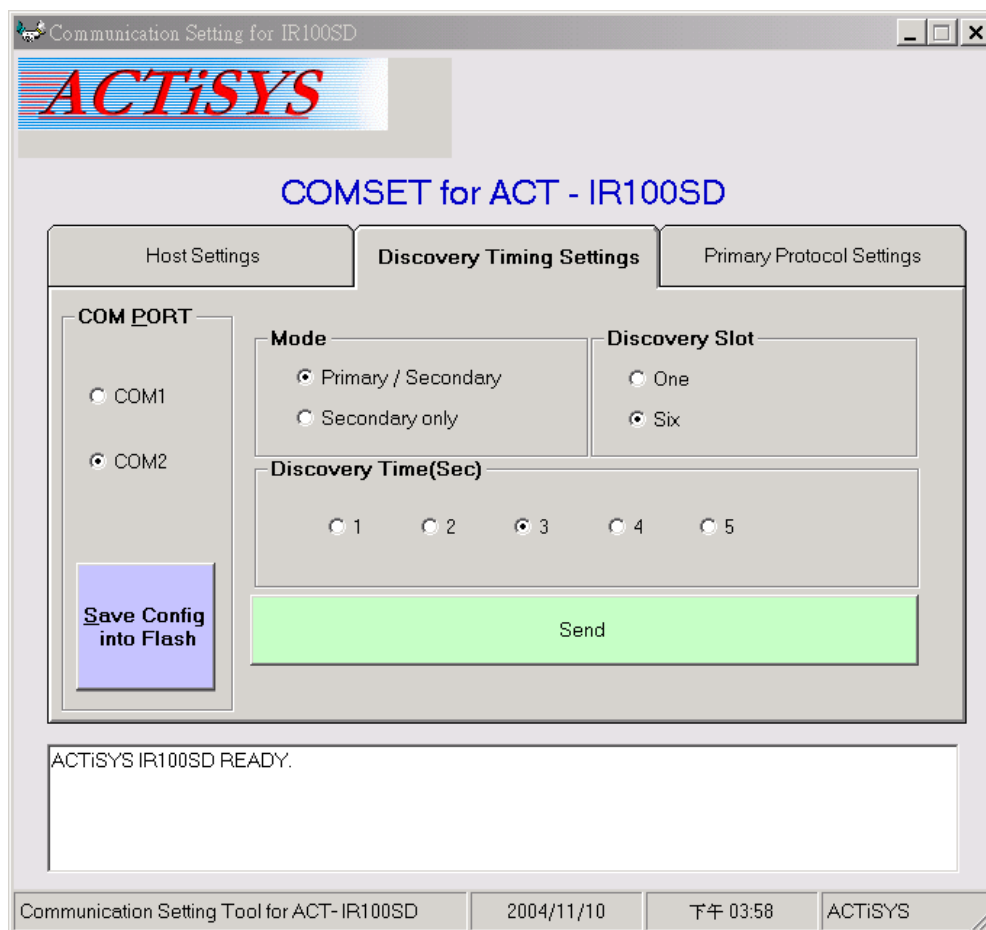 Communication Setting for IR100SD
ACTiSYS
COMSET for ACT - IR100SD
Host Settings
Discovery Timing Settings
Primary Protocol Settings
COM PORT
COM1
COM2
Save Config
into Flash
Mode
Primary / Secondary
Secondary only
Discovery Slot
One
Six
Discovery Time(Sec)
1 2 3 4 5
Send
ACTiSYS IR100SD READY.
Communication Setting Tool for ACT- IR100SD
2004/11/10
下午 03:58
ACTiSYS